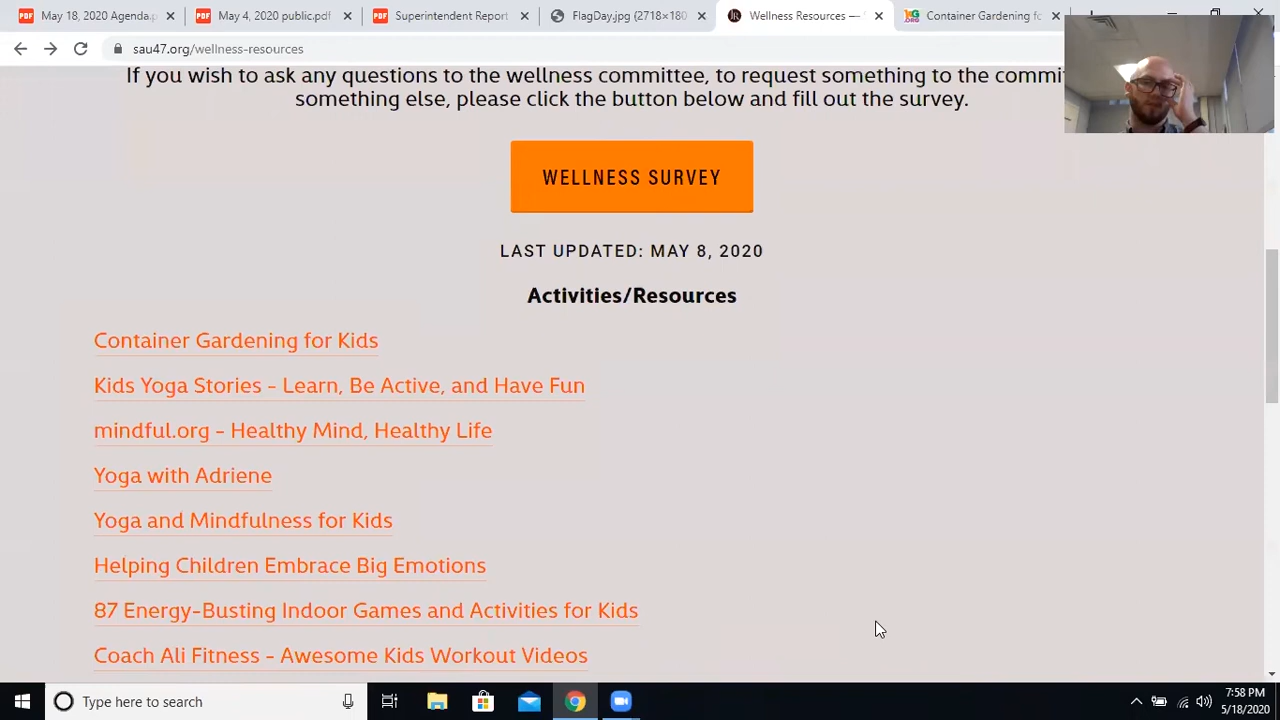 May 18, 2020 Agenda.p
May 4, 2020 public.pdf
Superintendent Report
FlagDay.jpg (2718×180
Wellness Resources —
Container Gardening fo
sau47.org/wellness-resources
If you wish to ask any questions to the wellness committee, to request something to the commit
something else, please click the button below and fill out the survey.
WELLNESS SURVEY
LAST UPDATED: MAY 8, 2020
Activities/Resources
Container Gardening for Kids
Kids Yoga Stories - Learn, Be Active, and Have Fun
mindful.org - Healthy Mind, Healthy Life
Yoga with Adriene
Yoga and Mindfulness for Kids
Helping Children Embrace Big Emotions
87 Energy-Busting Indoor Games and Activities for Kids
Coach Ali Fitness - Awesome Kids Workout Videos
Type here to search
7:58 PM
5/18/2020